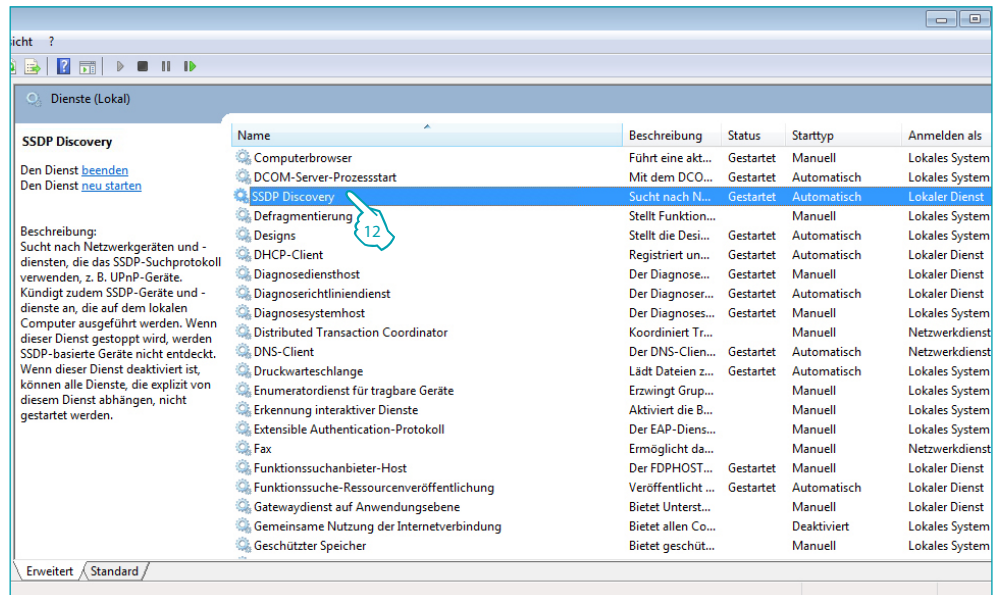 sicht ?
Dienste (Lokal)
SSDP Discovery
Den Dienst beenden
Den Dienst neu starten
Beschreibung:
Sucht nach Netzwerkgeräten und -
diensten, die das SSDP-Suchprotokoll
verwenden, z. B. UPnP-Geräte.
Kündigt zudem SSDP-Geräte und -
dienste an, die auf dem lokalen
Computer ausgeführt werden. Wenn
dieser Dienst gestoppt wird, werden
SSDP-basierte Geräte nicht entdeckt.
Wenn dieser Dienst deaktiviert ist,
können alle Dienste, die explizit von
diesem Dienst abhängen, nicht
gestartet werden.
Name Beschreibung Status Starttyp Anmelden als
Computerbrowser Führt eine akt... Gestartet Manuell Lokales System
DCOM-Server-Prozessstart Mit dem DCO... Gestartet Automatisch Lokales System
SSDP Discovery Sucht nach N... Gestartet Automatisch Lokaler Dienst
Defragmentierung Stellt Funktion... Manuell Lokales System
12
Designs Stellt die Desi... Gestartet Automatisch Lokales System
DHCP-Client Registriert un... Gestartet Automatisch Lokaler Dienst
Diagnosediensthost Der Diagnose... Gestartet Manuell Lokaler Dienst
Diagnoserichtliniendienst Der Diagnoser... Gestartet Automatisch Lokaler Dienst
Diagnosesystemhost Der Diagnoses... Gestartet Manuell Lokales System
Distributed Transaction Coordinator Koordiniert Tr... Manuell Netzwerkdienst
DNS-Client Der DNS-Clien... Gestartet Automatisch Netzwerkdienst
Druckwarteschlange Lädt Dateien z... Gestartet Automatisch Lokales System
Enumeratordienst für tragbare Geräte Erzwingt Grup... Manuell Lokales System
Erkennung interaktiver Dienste Aktiviert die B... Manuell Lokales System
Extensible Authentication-Protokoll Der EAP-Diens... Manuell Lokales System
Fax Ermöglicht da... Manuell Netzwerkdienst
Funktionssuchanbieter-Host Der FDPHOST... Gestartet Manuell Lokaler Dienst
Funktionssuche-Ressourcenveröffentlichung Veröffentlicht ... Gestartet Automatisch Lokaler Dienst
Gatewaydienst auf Anwendungsebene Bietet Unterst... Manuell Lokaler Dienst
Gemeinsame Nutzung der Internetverbindung Bietet allen Co... Deaktiviert Lokales System
Geschützter Speicher Bietet geschüt... Manuell Lokales System
Erweitert Standard